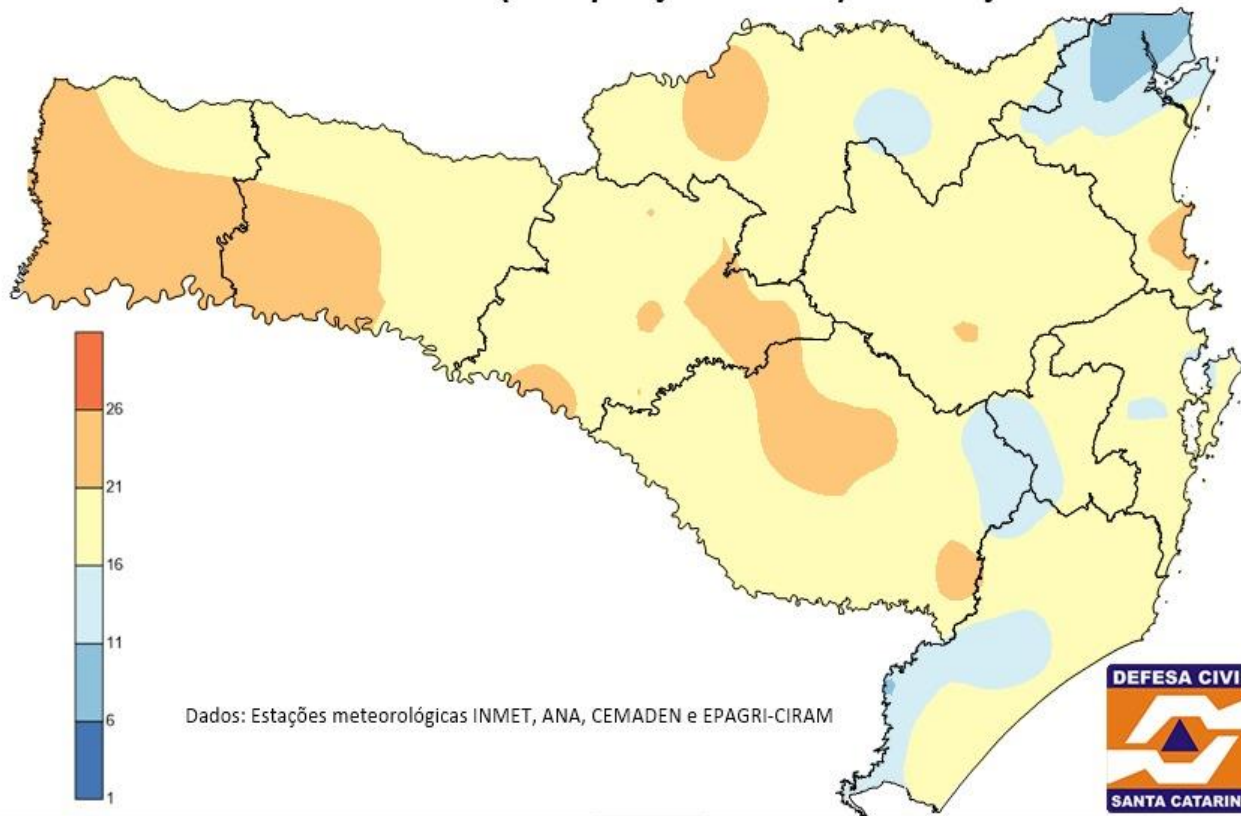 26
21
16
11
6
1
Dados: Estações meteorológicas INMET, ANA, CEMADEN e EPAGRI-CIRAM
DEFESA CIVI
SANTA CATARIN